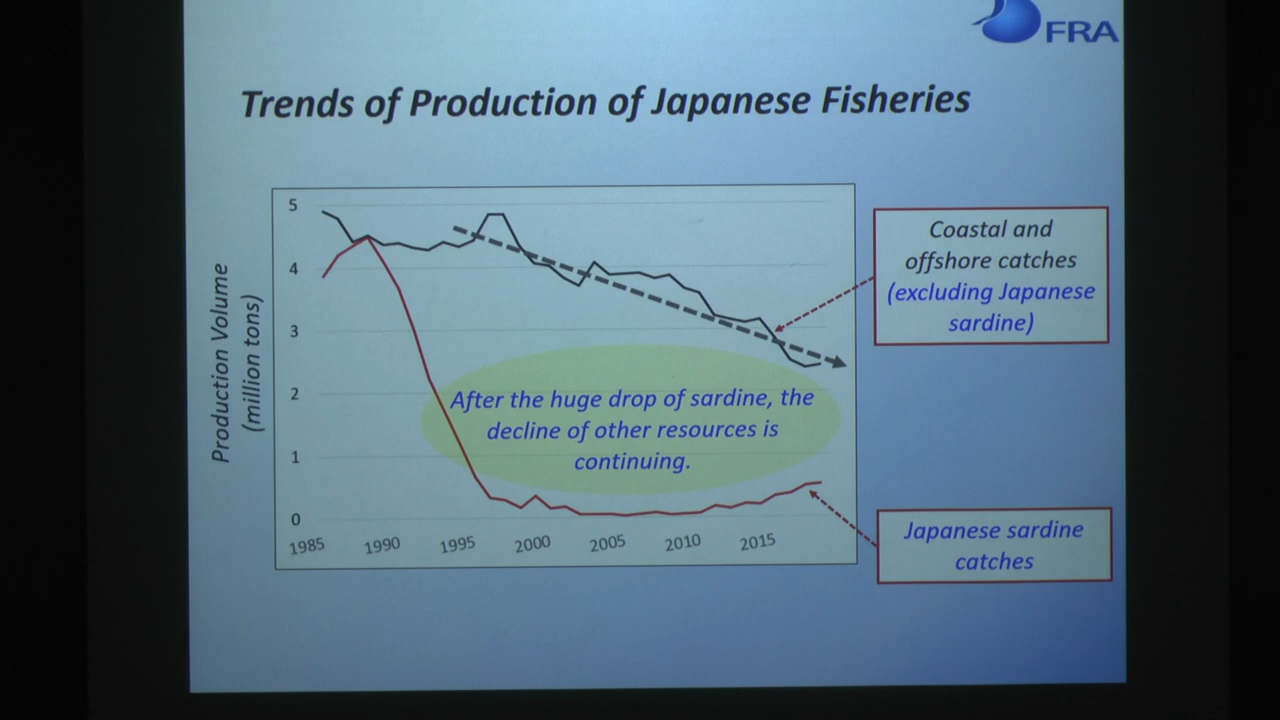 FRA
Trends of Production of Japanese Fisheries
Production Volume
(million tons)
5
4
3
2
1
0
1985
1990
1995
2000
2005
2010
2015
After the huge drop of sardine, the
decline of other resources is
continuing.
Coastal and
offshore catches
(excluding Japanese
sardine)
Japanese sardine
catches